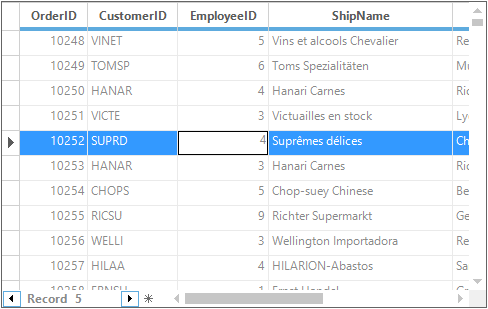 OrderID CustomerID EmployeeID ShipName
10248 VINET 5 Vins et alcools Chevalier Re
10249 TOMSP 6 Toms Spezialitäten Mu
10250 HANAR 4 Hanari Carnes Ric
10251 VICTE 3 Victuailles en stock Ly
10252 SUPRD 4 Suprêmes délices Ch
10253 HANAR 3 Hanari Carnes Ric
10254 CHOPS 5 Chop-suey Chinese Be
10255 RICSU 9 Richter Supermarkt Ge
10256 WELLI 3 Wellington Importadora Re
10257 HILAA 4 HILARION-Abastos Sa
10258 ERNSH 1 Ernst Handel
Record 5